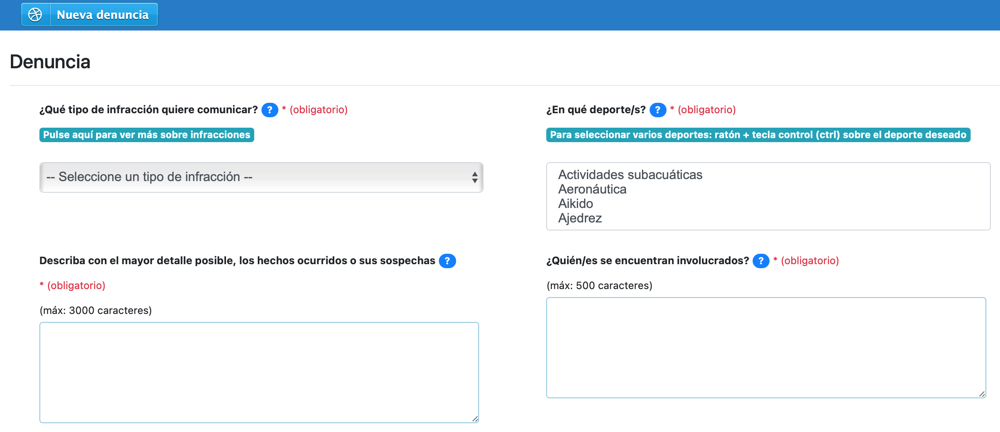 Nueva denuncia
Denuncia
¿Qué tipo de infracción quiere comunicar? ? * (obligatorio)
Pulse aquí para ver más sobre infracciones
-- Seleccione un tipo de infracción --
¿En qué deporte/s? ? * (obligatorio)
Para seleccionar varios deportes: ratón + tecla control (ctrl) sobre el deporte deseado
Actividades subacuáticas
Aeronáutica
Aikido
Ajedrez
Describa con el mayor detalle posible, los hechos ocurridos o sus sospechas ?
* (obligatorio)
(máx: 3000 caracteres)
¿Quién/es se encuentran involucrados? ? * (obligatorio)
(máx: 500 caracteres)